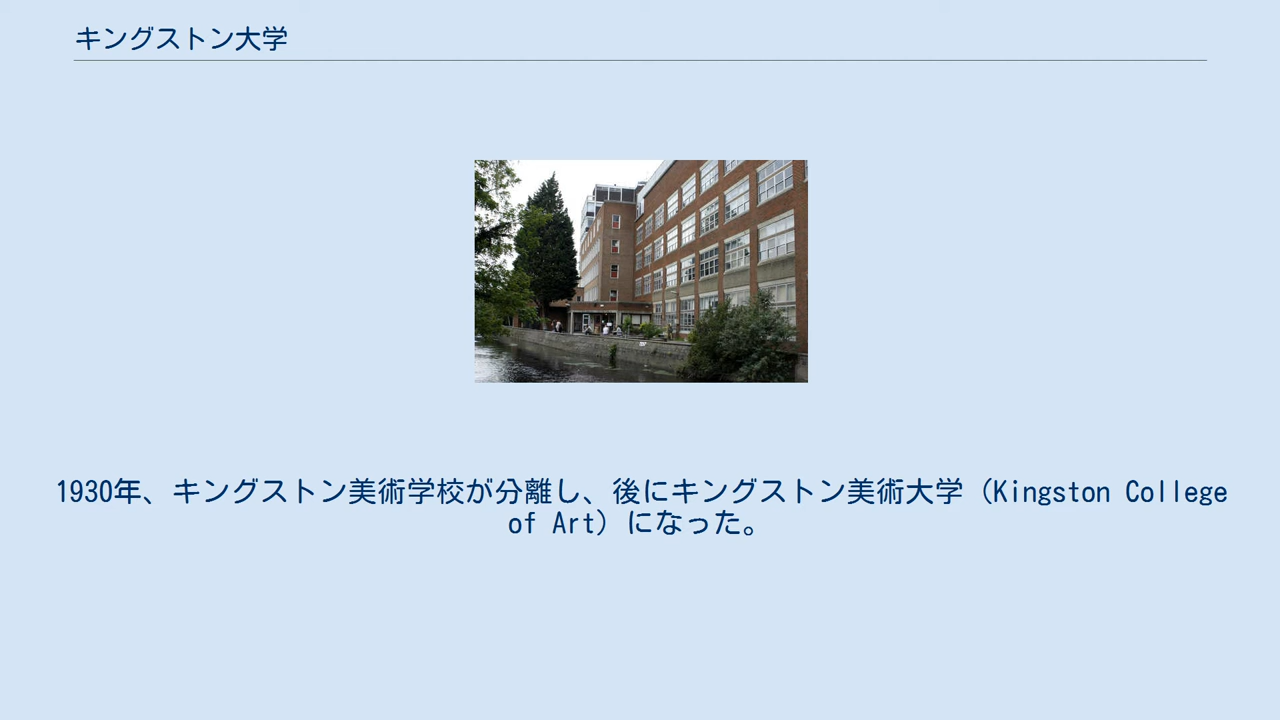 キングストン大学
1930年、キングストン美術学校が分離し、後にキングストン美術大学（Kingston College
of Art）になった。